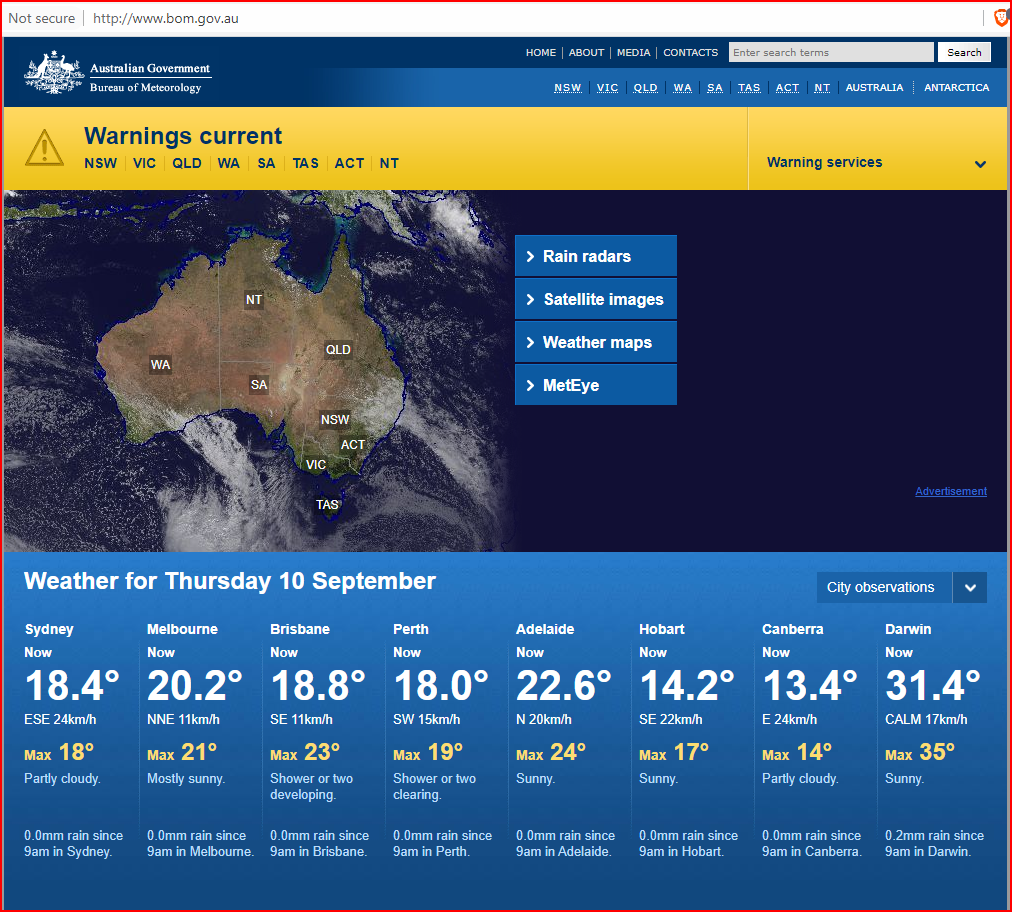 Not secure http://www.bom.gov.au
HOME ABOUT MEDIA CONTACTS Enter search terms Search
Australian Government
Bureau of Meteorology
NSW VIC QLD WA SA TAS ACT NT AUSTRALIA ANTARCTICA
Warnings current
NSW VIC QLD WA SA TAS ACT NT
Warning services
NT
QLD
WA
SA
NSW
ACT
VIC
TAS
Rain radars
Satellite images
Weather maps
MetEye
Advertisement
Weather for Thursday 10 September
City observations
Sydney
Now
18.4°
ESE 24km/h
Max 18°
Partly cloudy.
0.0mm rain since
9am in Sydney.
Melbourne
Now
20.2°
NNE 11km/h
Max 21°
Mostly sunny.
0.0mm rain since
9am in Melbourne.
Brisbane
Now
18.8°
SE 11km/h
Max 23°
Shower or two
developing.
0.0mm rain since
9am in Brisbane.
Perth
Now
18.0°
SW 15km/h
Max 19°
Shower or two
clearing.
0.0mm rain since
9am in Perth.
Adelaide
Now
22.6°
N 20km/h
Max 24°
Sunny.
0.0mm rain since
9am in Adelaide.
Hobart
Now
14.2°
SE 22km/h
Max 17°
Sunny.
0.0mm rain since
9am in Hobart.
Canberra
Now
13.4°
E 24km/h
Max 14°
Partly cloudy.
0.0mm rain since
9am in Canberra.
Darwin
Now
31.4°
CALM 17km/h
Max 35°
Sunny.
0.2mm rain since
9am in Darwin.